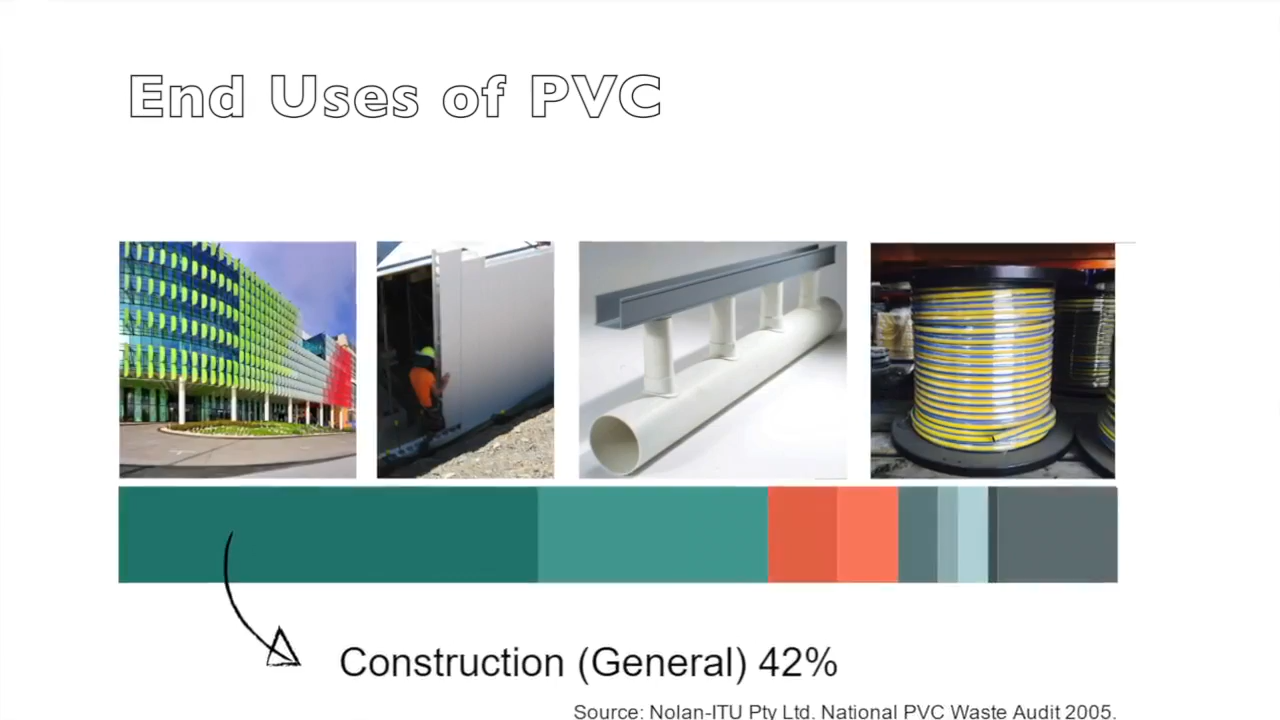 End Uses of PVC
Construction (General) 42%
Source: Nolan-ITU Pty Ltd. National PVC Waste Audit 2005.